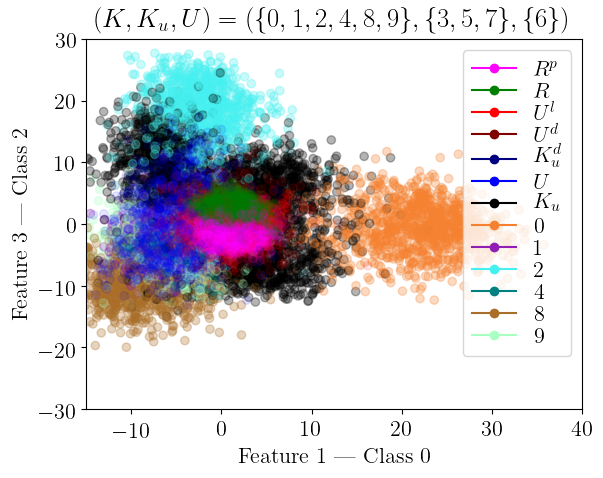 (K, K_u, U) = ({0, 1, 2, 4, 8, 9}, {3, 5, 7}, {6})
30
20
10
0
−10
−20
−30
Feature 3 — Class 2
−10
0
10
20
30
40
Feature 1 — Class 0
R^p
R
U^l
U^d
K_u^d
U
K_u
0
1
2
4
8
9